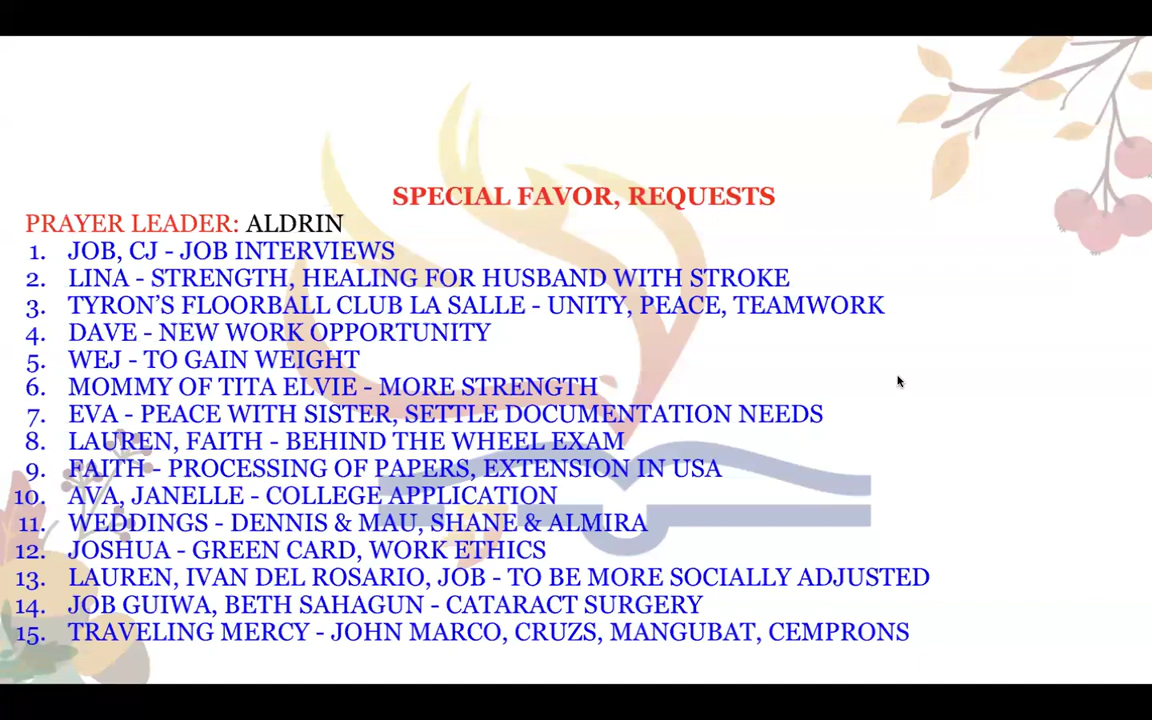 SPECIAL FAVOR, REQUESTS
PRAYER LEADER: ALDRIN
1. JOB, CJ - JOB INTERVIEWS
2. LINA - STRENGTH, HEALING FOR HUSBAND WITH STROKE
3. TYRON'S FLOORBALL CLUB LA SALLE - UNITY, PEACE, TEAMWORK
4. DAVE - NEW WORK OPPORTUNITY
5. WEJ - TO GAIN WEIGHT
6. MOMMY OF TITA ELVIE - MORE STRENGTH
7. EVA - PEACE WITH SISTER, SETTLE DOCUMENTATION NEEDS
8. LAUREN, FAITH - BEHIND THE WHEEL EXAM
9. FAITH - PROCESSING OF PAPERS, EXTENSION IN USA
10. AVA, JANELLE - COLLEGE APPLICATION
11. WEDDINGS - DENNIS & MAU, SHANE & ALMIRA
12. JOSHUA - GREEN CARD, WORK ETHICS
13. LAUREN, IVAN DEL ROSARIO, JOB - TO BE MORE SOCIALLY ADJUSTED
14. JOB GUIWA, BETH SAHAGUN - CATARACT SURGERY
15. TRAVELING MERCY - JOHN MARCO, CRUZS, MANGUBAT, CEMPRONS